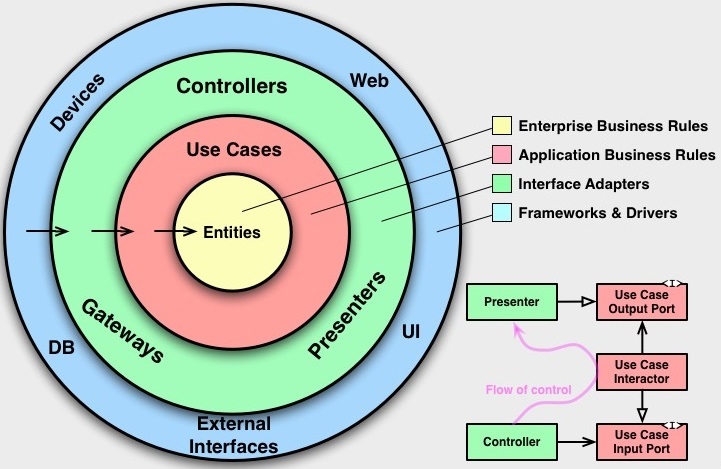 Devices
Web
Controllers
Use Cases
Entities
Gateways
Presenters
DB
UI
External
Interfaces
Enterprise Business Rules
Application Business Rules
Interface Adapters
Frameworks & Drivers
Presenter
<I>
Use Case
Output Port
Use Case
Interactor
Flow of control
Controller
<I>
Use Case
Input Port